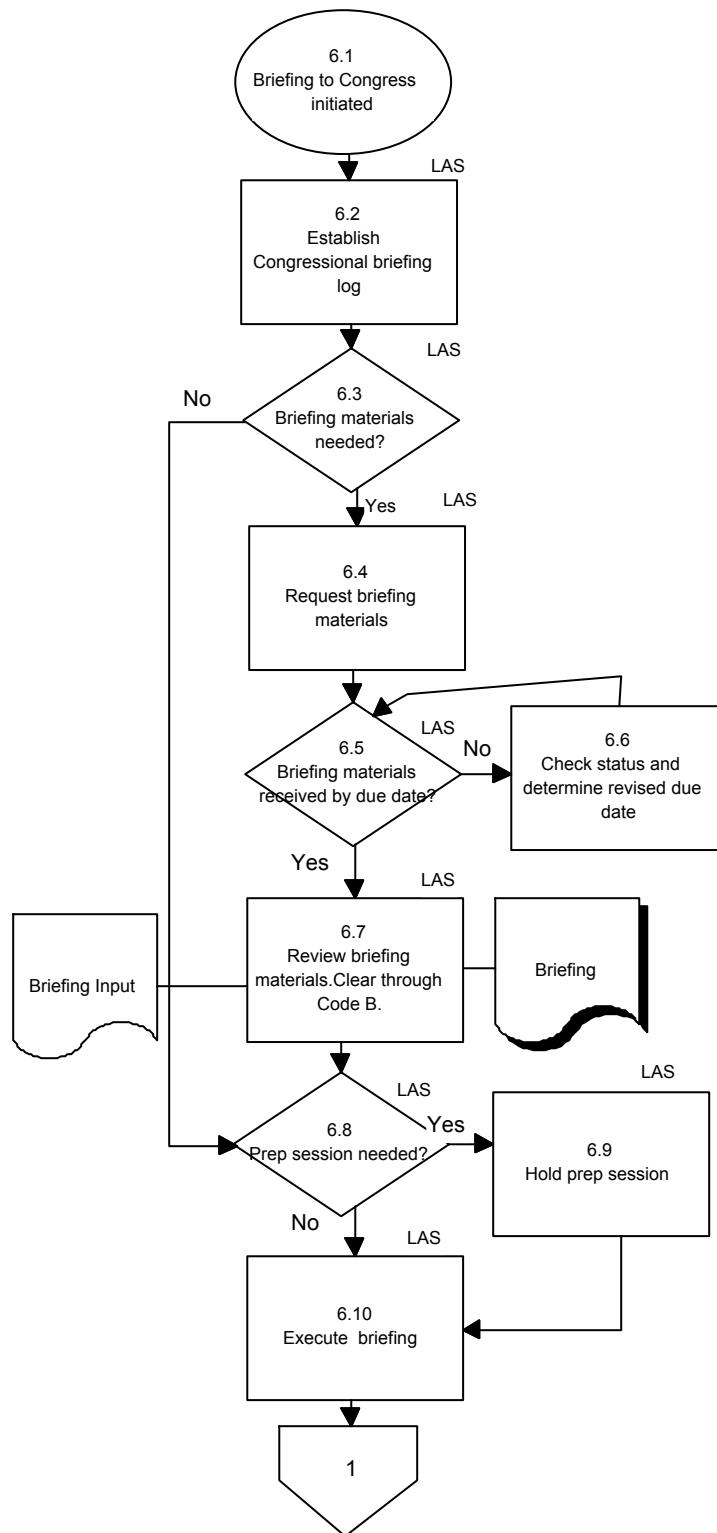 6.1
Briefing to Congress
initiated
LAS
6.2
Establish
Congressional briefing
log
LAS
6.3
Briefing materials
needed?
No
Yes
LAS
6.4
Request briefing
materials
LAS
6.5
Briefing materials
received by due date?
No
6.6
Check status and
determine revised due
date
Yes
LAS
Briefing Input
6.7
Review briefing
materials.Clear through
Code B.
Briefing
LAS
6.8
Prep session needed?
Yes
LAS
6.9
Hold prep session
No
LAS
6.10
Execute briefing
1